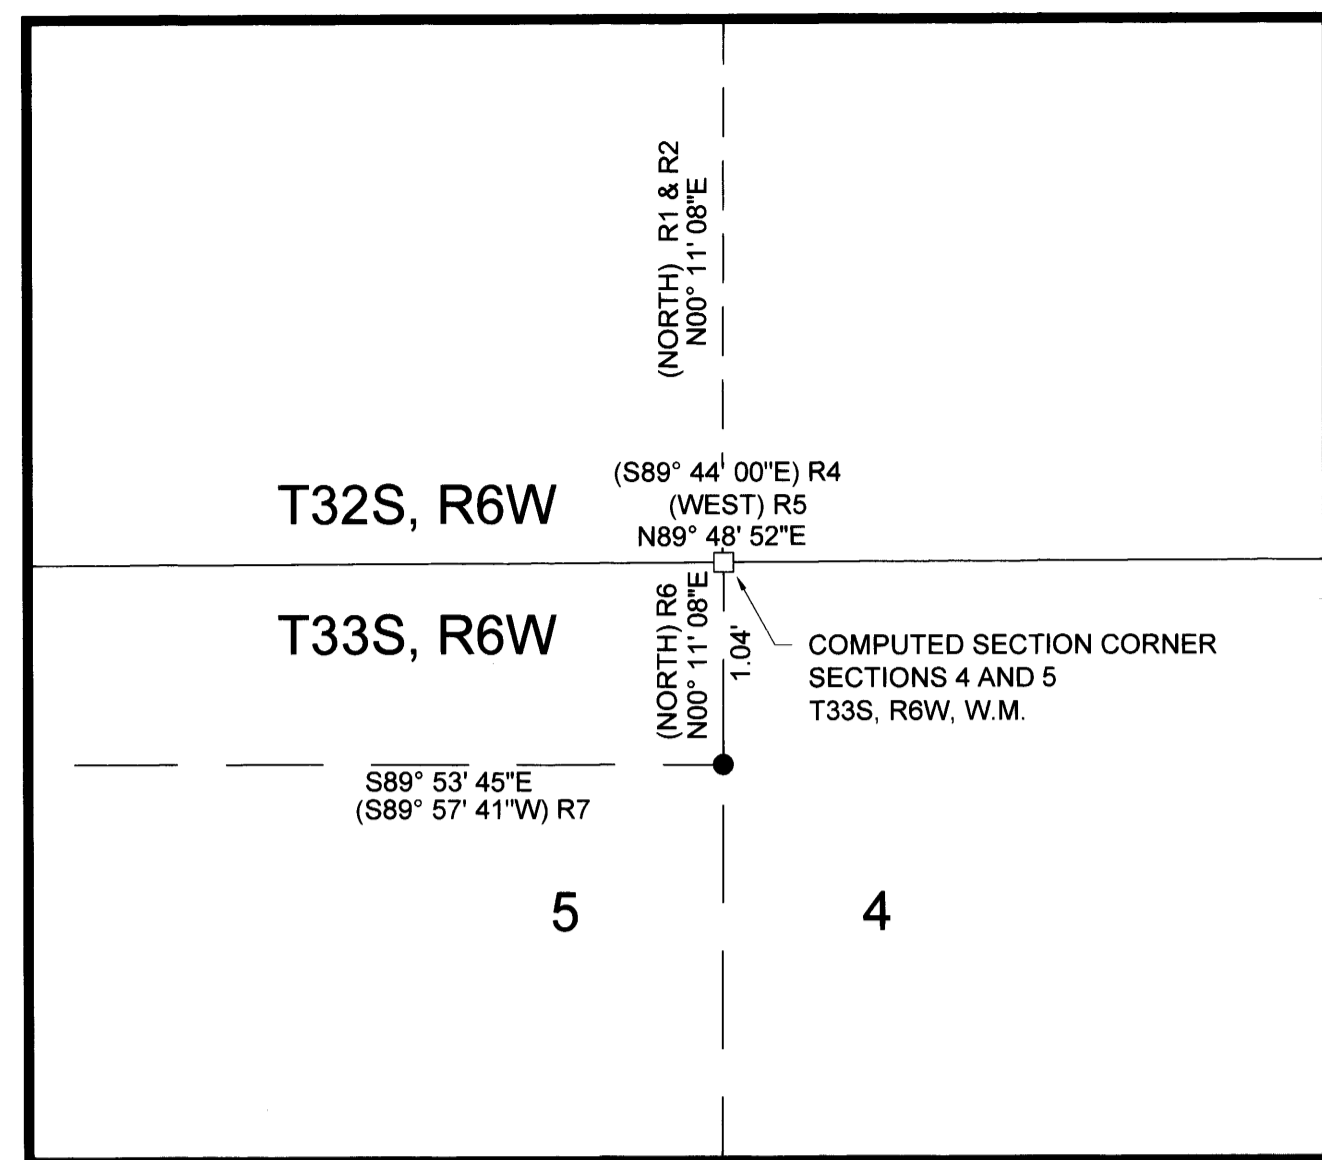 (NORTH) R1 & R2
N00° 11' 08"E
(S89° 44' 00"E) R4
(WEST) R5
N89° 48' 52"E
T32S, R6W
T33S, R6W
(NORTH) R6
N00° 11' 08"E
1.04'
COMPUTED SECTION CORNER
SECTIONS 4 AND 5
T33S, R6W, W.M.
S89° 53' 45"E
(S89° 57' 41"W) R7
5
4